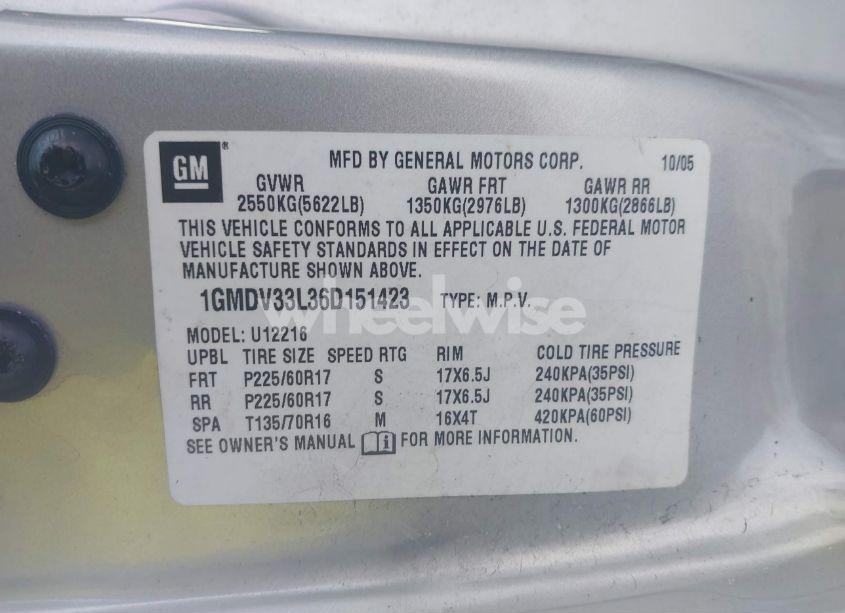 GM ® MFD BY GENERAL MOTORS CORP. 10/05
GVWR GAWR FRT GAWR RR
2550KG(5622LB) 1350KG(2976LB) 1300KG(2866LB)
THIS VEHICLE CONFORMS TO ALL APPLICABLE U.S. FEDERAL MOTOR
VEHICLE SAFETY STANDARDS IN EFFECT ON THE DATE OF
MANUFACTURE SHOWN ABOVE.
1GMDV33L36D151423 TYPE: M.P.V.
wheelwise
MODEL: U12216
UPBL TIRE SIZE SPEED RTG RIM COLD TIRE PRESSURE
FRT P225/60R17 S 17X6.5J 240KPA(35PSI)
RR P225/60R17 S 17X6.5J 240KPA(35PSI)
SPA T135/70R16 M 16X4T 420KPA(60PSI)
SEE OWNER'S MANUAL i FOR MORE INFORMATION.